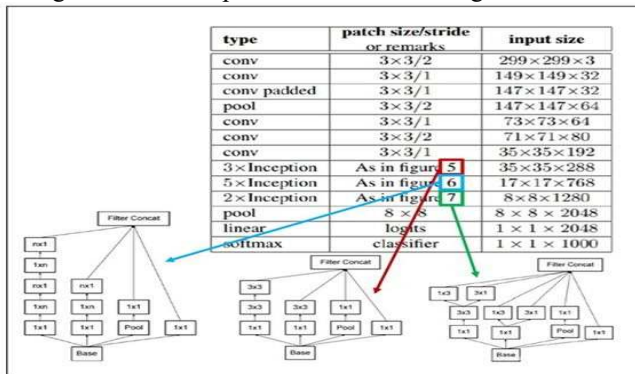 type patch size/stride or remarks input size
conv 3×3/2 299×299×3
conv 3×3/1 149×149×32
conv padded 3×3/1 147×147×32
pool 3×3/2 147×147×64
conv 3×3/1 73×73×64
conv 3×3/2 71×71×80
conv 3×3/1 35×35×192
3×Inception As in figure 5 35×35×288
5×Inception As in figure 6 17×17×768
2×Inception As in figure 7 8×8×1280
pool 8 × 8 8 × 8 × 2048
linear logits 1 × 1 × 2048
softmax classifier 1 × 1 × 1000
Filter Concat
nx1
1xn
nx1 nx1
1xn 1xn 1x1
1x1 1x1 Pool 1x1
Base
Filter Concat
3x3
3x3 3x3 1x1
1x1 1x1 Pool 1x1
Base
Filter Concat
1x3 3x1
3x3 1x3 3x1 1x1
1x1 1x1 Pool 1x1
Base